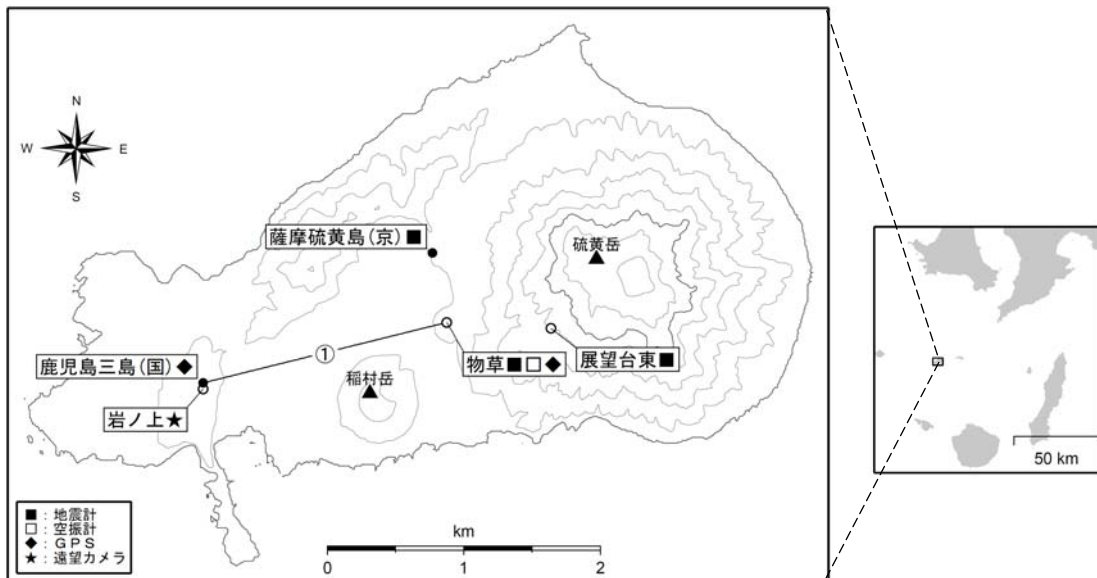 N
W E
S
薩摩硫黄島(京)■
硫黄岳
①
鹿児島三島(国)◆
物草■□◆
展望台東■
稲村岳
岩ノ上★
■:地震計
□:空振計
◆:GPS
★:遠望カメラ
km
0 1 2
50 km